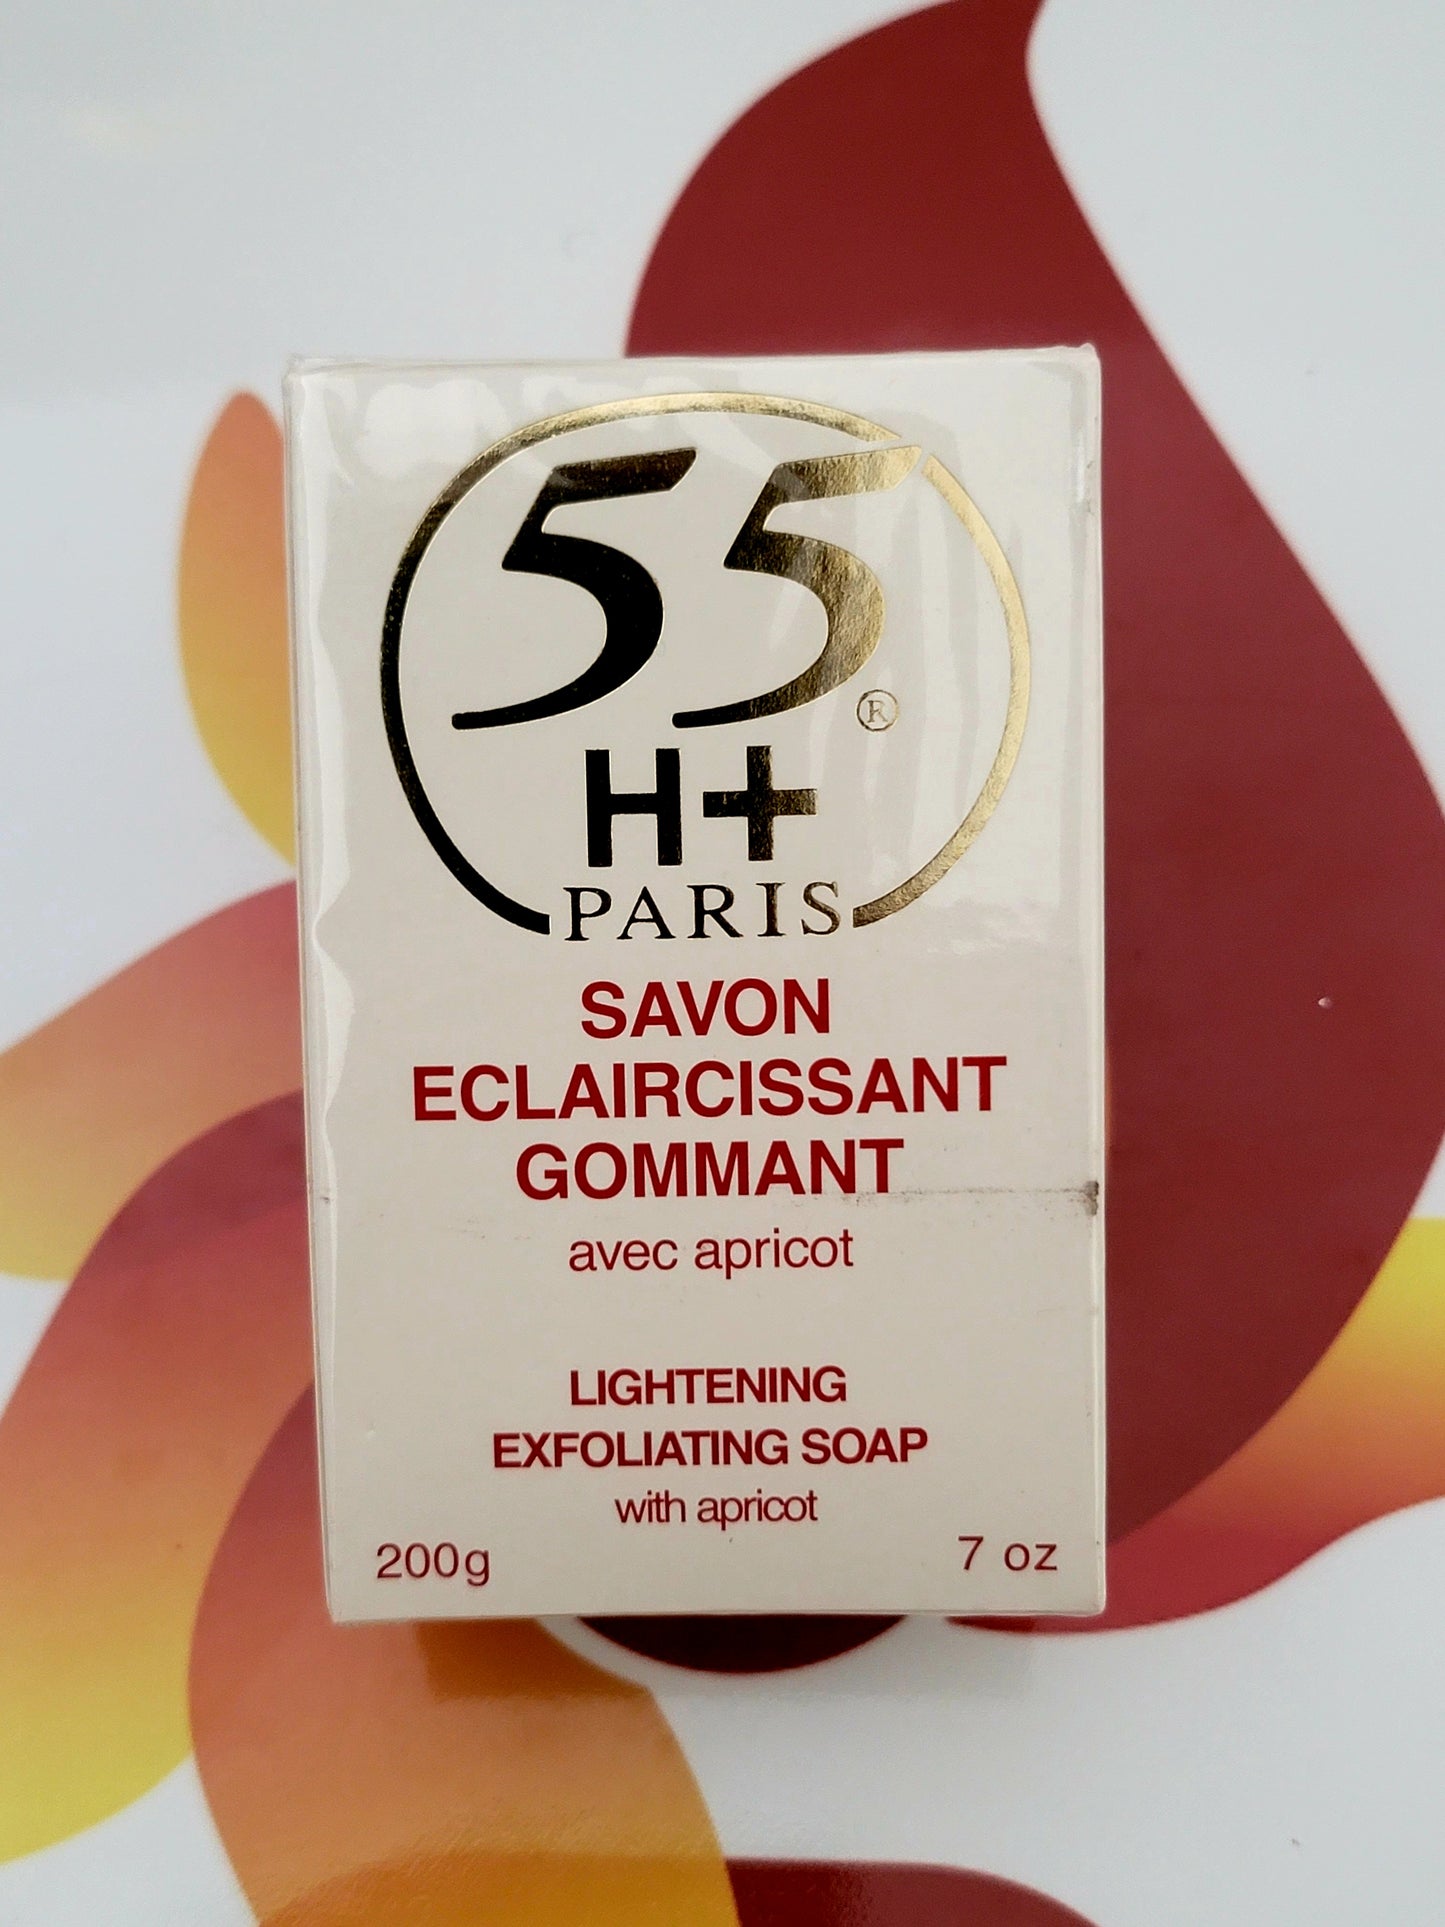 55®
H+
PARIS
SAVON
ECLAIRCISSANT
GOMMANT
avec apricot
LIGHTENING
EXFOLIATING SOAP
with apricot
200g 7 oz